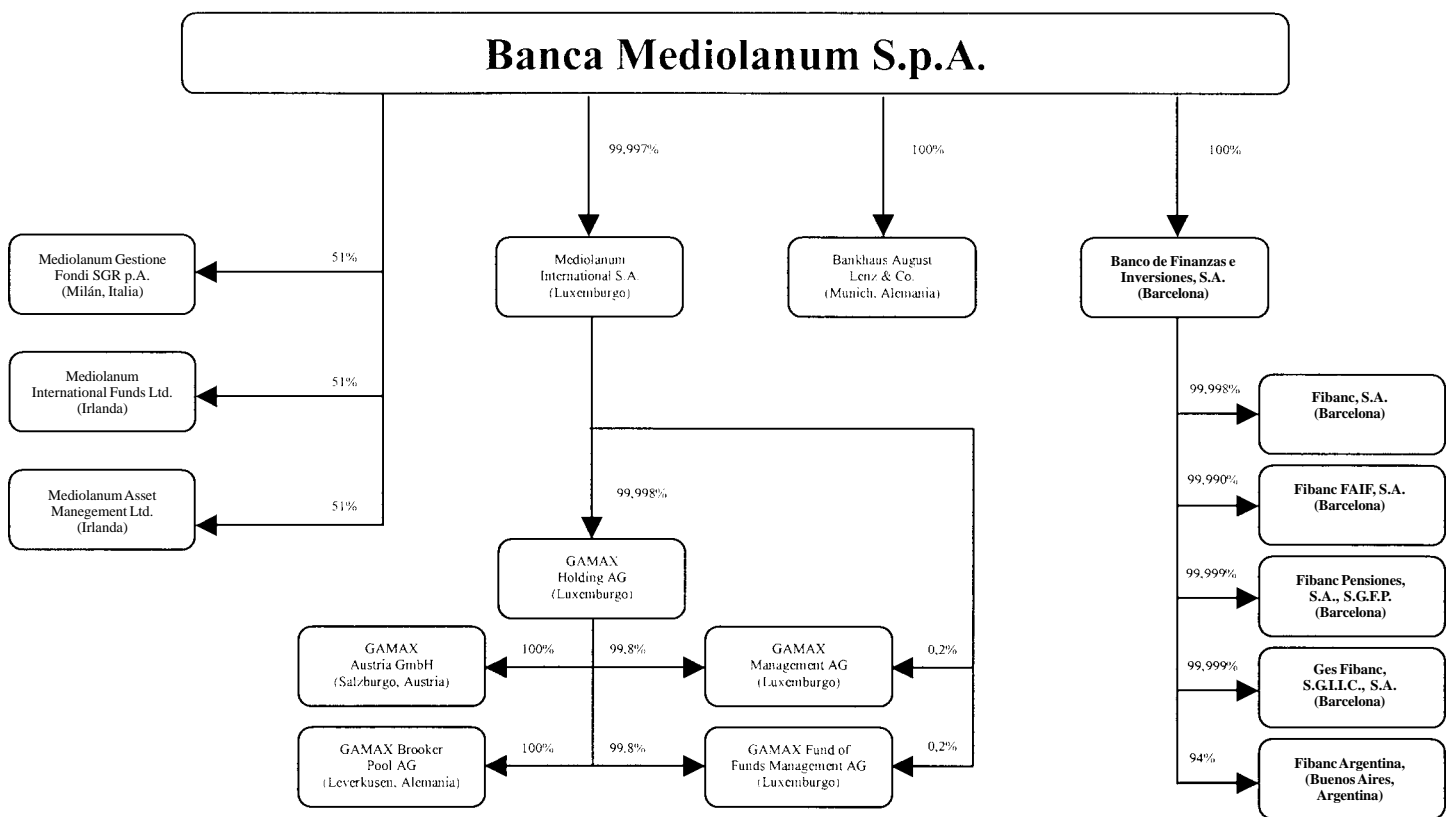 Banca Mediolanum S.p.A.
99,997%
100%
100%
Mediolanum Gestione
Fondi SGR p.A.
(Milán, Italia)
51%
Mediolanum
International S.A.
(Luxemburgo)
Bankhaus August
Lenz & Co.
(Munich, Alemania)
Banco de Finanzas e
Inversiones, S.A.
(Barcelona)
Mediolanum
International Funds Ltd.
(Irlanda)
51%
Mediolanum Asset
Manegement Ltd.
(Irlanda)
51%
99,998%
Fibanc, S.A.
(Barcelona)
99,990%
Fibanc FAIF, S.A.
(Barcelona)
99,999%
Fibanc Pensiones,
S.A., S.G.F.P.
(Barcelona)
99,999%
Ges Fibanc,
S.G.I.I.C., S.A.
(Barcelona)
94%
Fibanc Argentina,
(Buenos Aires,
Argentina)
99,998%
GAMAX
Holding AG
(Luxemburgo)
GAMAX
Austria GmbH
(Salzburgo, Austria)
100%
99,8%
GAMAX
Management AG
(Luxemburgo)
0,2%
GAMAX Brooker
Pool AG
(Leverkusen, Alemania)
100%
99,8%
GAMAX Fund of
Funds Management AG
(Luxemburgo)
0,2%